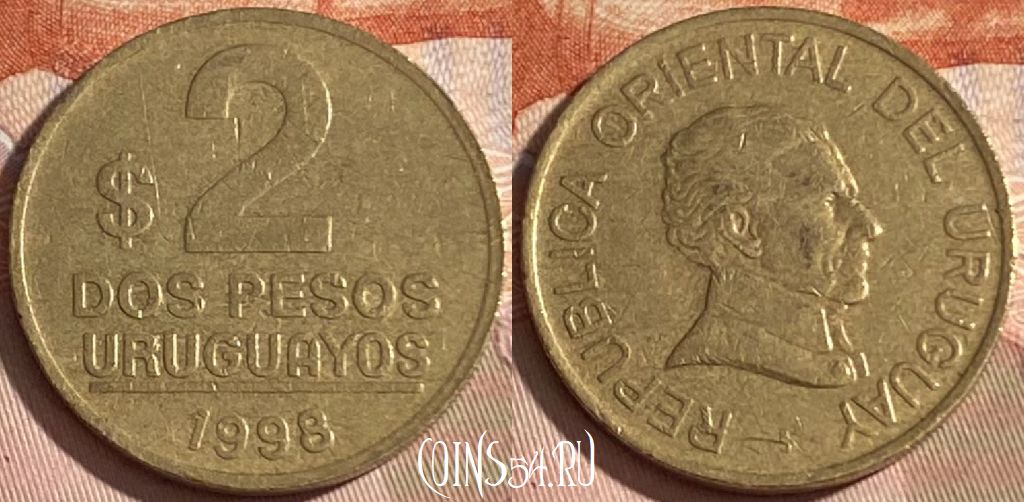 $ 2
DOS PESOS
URUGUAYOS
1998
REPUBLICA ORIENTAL DEL URUGUAY
COINS54.RU